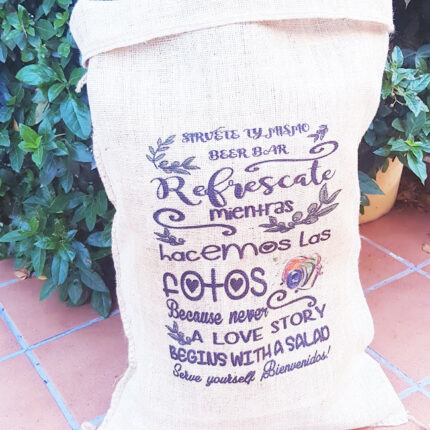 SIRVETE TU MISMO
BEER BAR
Refrescate
mientras
hacemos las
FOTOS
Because never
A LOVE STORY
BEGINS WITH A SALAD
Serve yourself Bienvenidos!